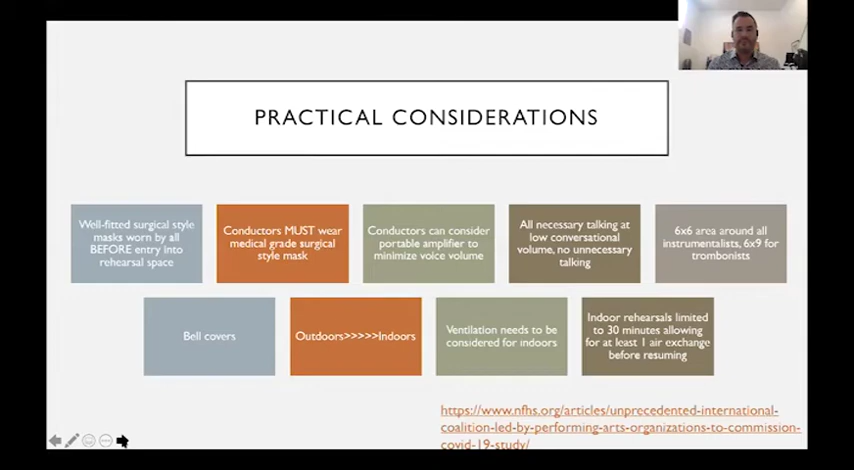 PRACTICAL CONSIDERATIONS
Well-fitted surgical style
masks worn by all
BEFORE entry into
rehearsal space
Conductors MUST wear
medical grade surgical
style mask
Conductors can consider
portable amplifier to
minimize voice volume
All necessary talking at
low conversational
volume, no unnecessary
talking
6x6 area around all
instrumentalists, 6x9 for
trombonists
Bell covers
Outdoors>>>>>Indoors
Ventilation needs to be
considered for indoors
Indoor rehearsals limited
to 30 minutes allowing
for at least 1 air exchange
before resuming
https://www.nfhs.org/articles/unprecedented-international-
coalition-led-by-performing-arts-organizations-to-commission-
covid-19-study/